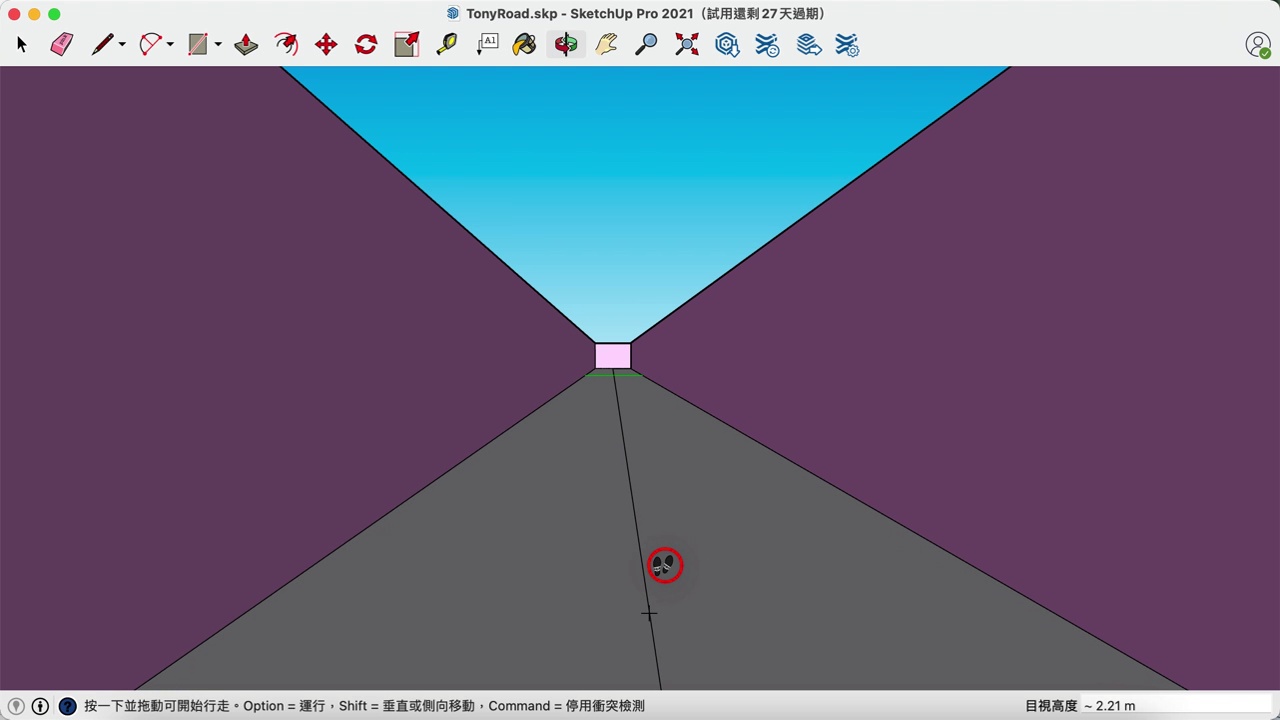 TonyRoad.skp - SketchUp Pro 2021（試用還剩 27 天過期）
A1
按一下並拖動可開始行走。Option = 運行，Shift = 垂直或側向移動，Command = 停用衝突檢測
目視高度 ~ 2.21 m